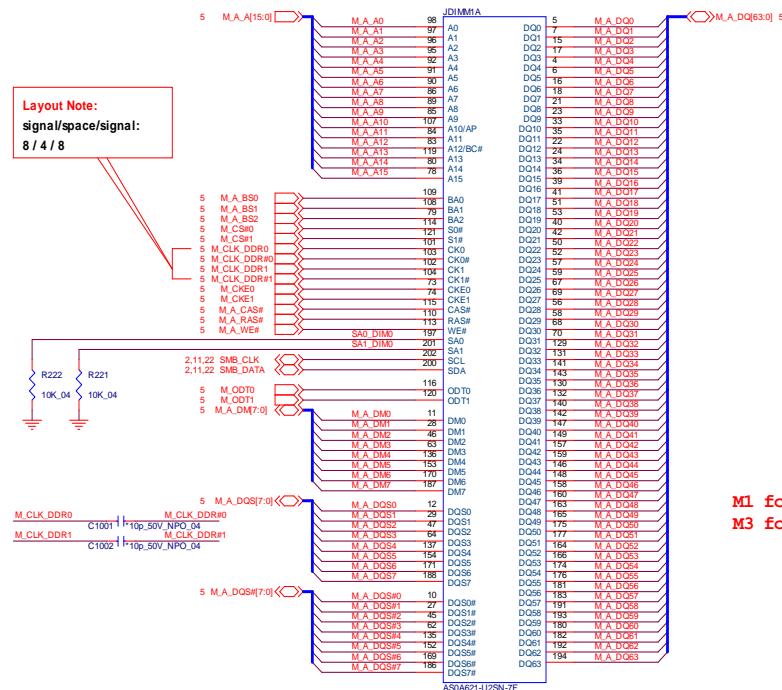 JDIMM1A
5 M_A_A[15:0] M_A_A0 98 A0 DQ0 5 M_A_DQ0 M_A_DQ[63:0] 5
M_A_A1 97 A1 DQ1 7 M_A_DQ1
M_A_A2 96 A2 DQ2 15 M_A_DQ2
M_A_A3 95 A3 DQ3 17 M_A_DQ3
M_A_A4 92 A4 DQ4 4 M_A_DQ4
M_A_A5 91 A5 DQ5 6 M_A_DQ5
M_A_A6 90 A6 DQ6 16 M_A_DQ6
M_A_A7 86 A7 DQ7 18 M_A_DQ7
M_A_A8 89 A8 DQ8 21 M_A_DQ8
M_A_A9 85 A9 DQ9 23 M_A_DQ9
M_A_A10 107 A10/AP DQ10 33 M_A_DQ10
M_A_A11 84 A11 DQ11 35 M_A_DQ11
M_A_A12 83 A12/BC# DQ12 22 M_A_DQ12
M_A_A13 119 A13 DQ13 24 M_A_DQ13
M_A_A14 80 A14 DQ14 34 M_A_DQ14
M_A_A15 78 A15 DQ15 36 M_A_DQ15
Layout Note:
signal/space/signal:
8 / 4 / 8
DQ16 39 M_A_DQ16
5 M_A_BS0 109 BA0 DQ17 41 M_A_DQ17
5 M_A_BS1 108 BA1 DQ18 51 M_A_DQ18
5 M_A_BS2 79 BA2 DQ19 53 M_A_DQ19
5 M_CS#0 114 S0# DQ20 40 M_A_DQ20
5 M_CS#1 121 S1# DQ21 42 M_A_DQ21
5 M_CLK_DDR0 101 CK0 DQ22 50 M_A_DQ22
5 M_CLK_DDR#0 103 CK0# DQ23 52 M_A_DQ23
5 M_CLK_DDR1 102 CK1 DQ24 57 M_A_DQ24
5 M_CLK_DDR#1 104 CK1# DQ25 59 M_A_DQ25
5 M_CKE0 73 CKE0 DQ26 67 M_A_DQ26
5 M_CKE1 74 CKE1 DQ27 69 M_A_DQ27
5 M_A_CAS# 115 CAS# DQ28 56 M_A_DQ28
5 M_A_RAS# 110 RAS# DQ29 58 M_A_DQ29
5 M_A_WE# 113 WE# DQ30 68 M_A_DQ30
SA0_DIM0 197 SA0 DQ31 70 M_A_DQ31
SA1_DIM0 201 SA1 DQ32 129 M_A_DQ32
2,11,22 SMB_CLK 202 SCL DQ33 131 M_A_DQ33
2,11,22 SMB_DATA 200 SDA DQ34 141 M_A_DQ34
R222 R221
10K_04 10K_04
DQ35 143 M_A_DQ35
5 M_ODT0 116 ODT0 DQ36 130 M_A_DQ36
5 M_ODT1 120 ODT1 DQ37 132 M_A_DQ37
5 M_A_DM[7:0] DQ38 140 M_A_DQ38
M_A_DM0 11 DM0 DQ39 142 M_A_DQ39
M_A_DM1 28 DM1 DQ40 147 M_A_DQ40
M_A_DM2 46 DM2 DQ41 149 M_A_DQ41
M_A_DM3 63 DM3 DQ42 157 M_A_DQ42
M_A_DM4 136 DM4 DQ43 159 M_A_DQ43
M_A_DM5 153 DM5 DQ44 146 M_A_DQ44
M_A_DM6 170 DM6 DQ45 148 M_A_DQ45
M_A_DM7 187 DM7 DQ46 158 M_A_DQ46
DQ47 160 M_A_DQ47
5 M_A_DQS[7:0] M_A_DQS0 12 DQS0 DQ48 163 M_A_DQ48
M_A_DQS1 29 DQS1 DQ49 165 M_A_DQ49
M_A_DQS2 47 DQS2 DQ50 175 M_A_DQ50
M_A_DQS3 64 DQS3 DQ51 177 M_A_DQ51
M_A_DQS4 137 DQS4 DQ52 164 M_A_DQ52
M_A_DQS5 154 DQS5 DQ53 166 M_A_DQ53
M_A_DQS6 171 DQS6 DQ54 174 M_A_DQ54
M_A_DQS7 188 DQS7 DQ55 176 M_A_DQ55
M_CLK_DDR0 M_CLK_DDR#0
C1001 *10p_50V_NPO_04
M_CLK_DDR1 M_CLK_DDR#1
C1002 *10p_50V_NPO_04
M1 fo
M3 fo
DQ56 181 M_A_DQ56
5 M_A_DQS#[7:0] M_A_DQS#0 10 DQS0# DQ57 183 M_A_DQ57
M_A_DQS#1 27 DQS1# DQ58 191 M_A_DQ58
M_A_DQS#2 45 DQS2# DQ59 193 M_A_DQ59
M_A_DQS#3 62 DQS3# DQ60 180 M_A_DQ60
M_A_DQS#4 135 DQS4# DQ61 182 M_A_DQ61
M_A_DQS#5 152 DQS5# DQ62 192 M_A_DQ62
M_A_DQS#6 169 DQS6# DQ63 194 M_A_DQ63
M_A_DQS#7 186 DQS7#
AS0A621-U2SN-7F